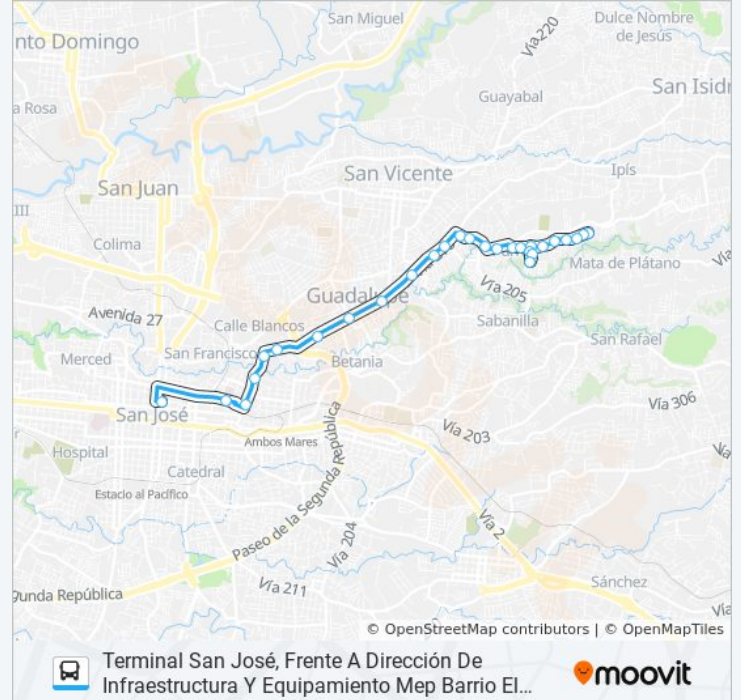 San Miguel
Vía 220
Dulce Nombre
de Jesús
nto Domingo
San Isidr
a Rosa
Guayabal
San Vicente
Ipís
San Juan
III
Colima
Mata de Plátano
Vía
Vía 205
Guadalupe
Avenida 27
Calle Blancos
Sabanilla
San Rafael
Merced
San Francisco
Betania
San José
Vía 306
Vía 203
Ambos Mares
Hospital
Catedral
Estacio al Pacífico
Paseo de la Segunda República
Vía 2
Vía 204
Vía 211
gunda República
Sánchez
Vía
© OpenStreetMap contributors | © OpenMapTiles
Terminal San José, Frente A Dirección De
Infraestructura Y Equipamiento Mep Barrio El...
moovit